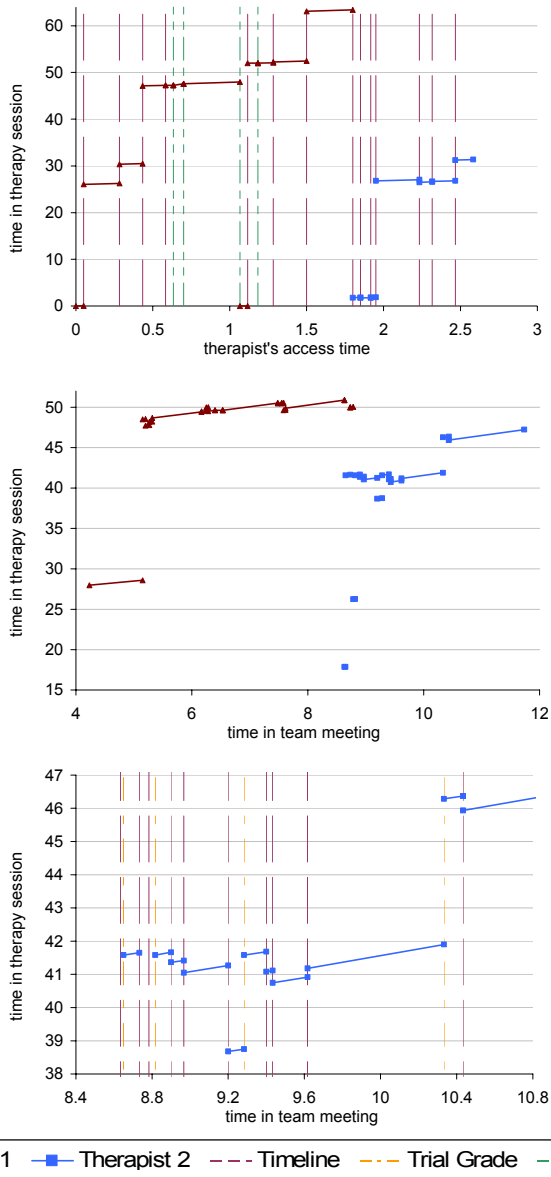 60
50
40
30
20
10
0
time in therapy session
0 0.5 1 1.5 2 2.5 3
therapist's access time
50
45
40
35
30
25
20
15
time in therapy session
4 6 8 10 12
time in team meeting
47
46
45
44
43
42
41
40
39
38
time in therapy session
8.4 8.8 9.2 9.6 10 10.4 10.8
time in team meeting
1 Therapist 2 Timeline Trial Grade